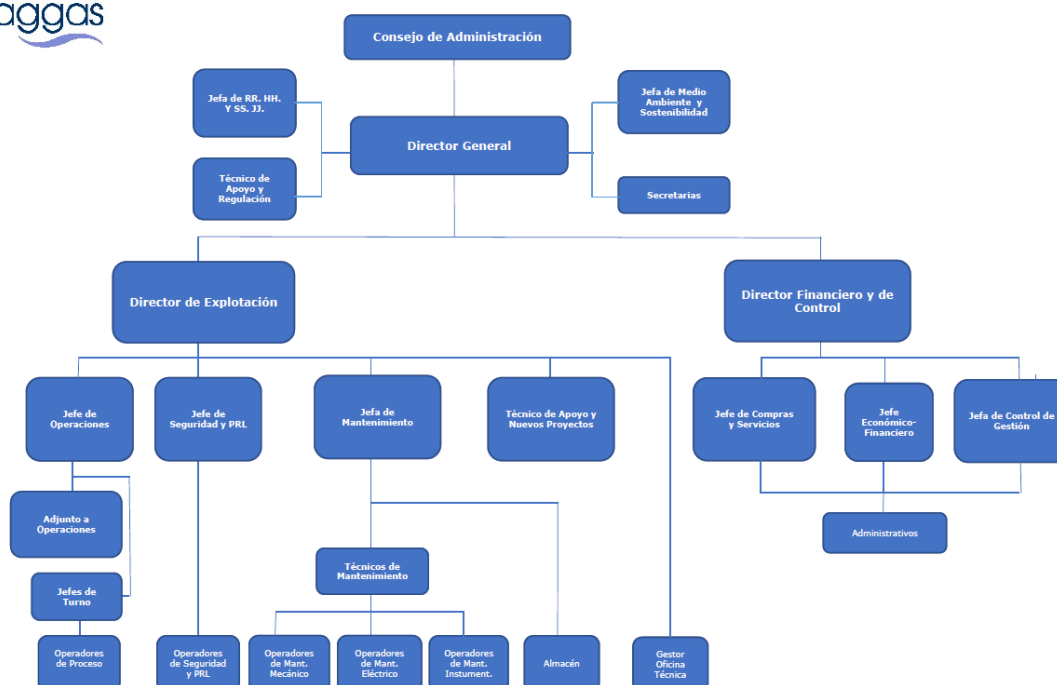 aggas
Consejo de Administración
Jefa de RR. HH.
Y SS. JJ.
Jefa de Medio
Ambiente y
Sostenibilidad
Director General
Técnico de
Apoyo y
Regulación
Secretarias
Director de Explotación
Director Financiero y de
Control
Jefe de
Operaciones
Jefe de
Seguridad y PRL
Jefa de
Mantenimiento
Técnico de Apoyo y
Nuevos Proyectos
Jefe de Compras
y Servicios
Jefe
Económico-
Financiero
Jefa de Control de
Gestión
Adjunto a
Operaciones
Administrativos
Técnicos de
Mantenimiento
Jefes de
Turno
Operadores
de Proceso
Operadores
de Seguridad
y PRL
Operadores
de Mant.
Mecánico
Operadores
de Mant.
Eléctrico
Operadores
de Mant.
Instument.
Almacén
Gestor
Oficina
Técnica